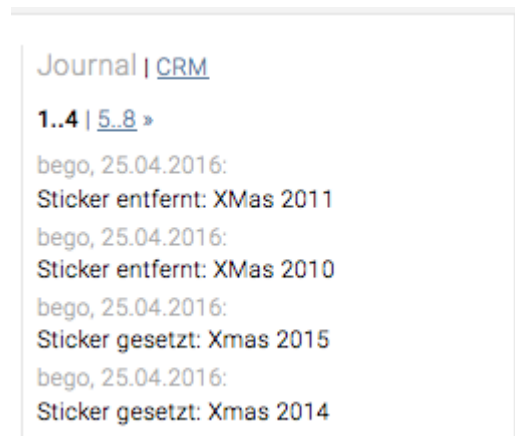 Journal | CRM
1..4 | 5..8 »
bego, 25.04.2016:
Sticker entfernt: XMas 2011
bego, 25.04.2016:
Sticker entfernt: XMas 2010
bego, 25.04.2016:
Sticker gesetzt: Xmas 2015
bego, 25.04.2016:
Sticker gesetzt: Xmas 2014